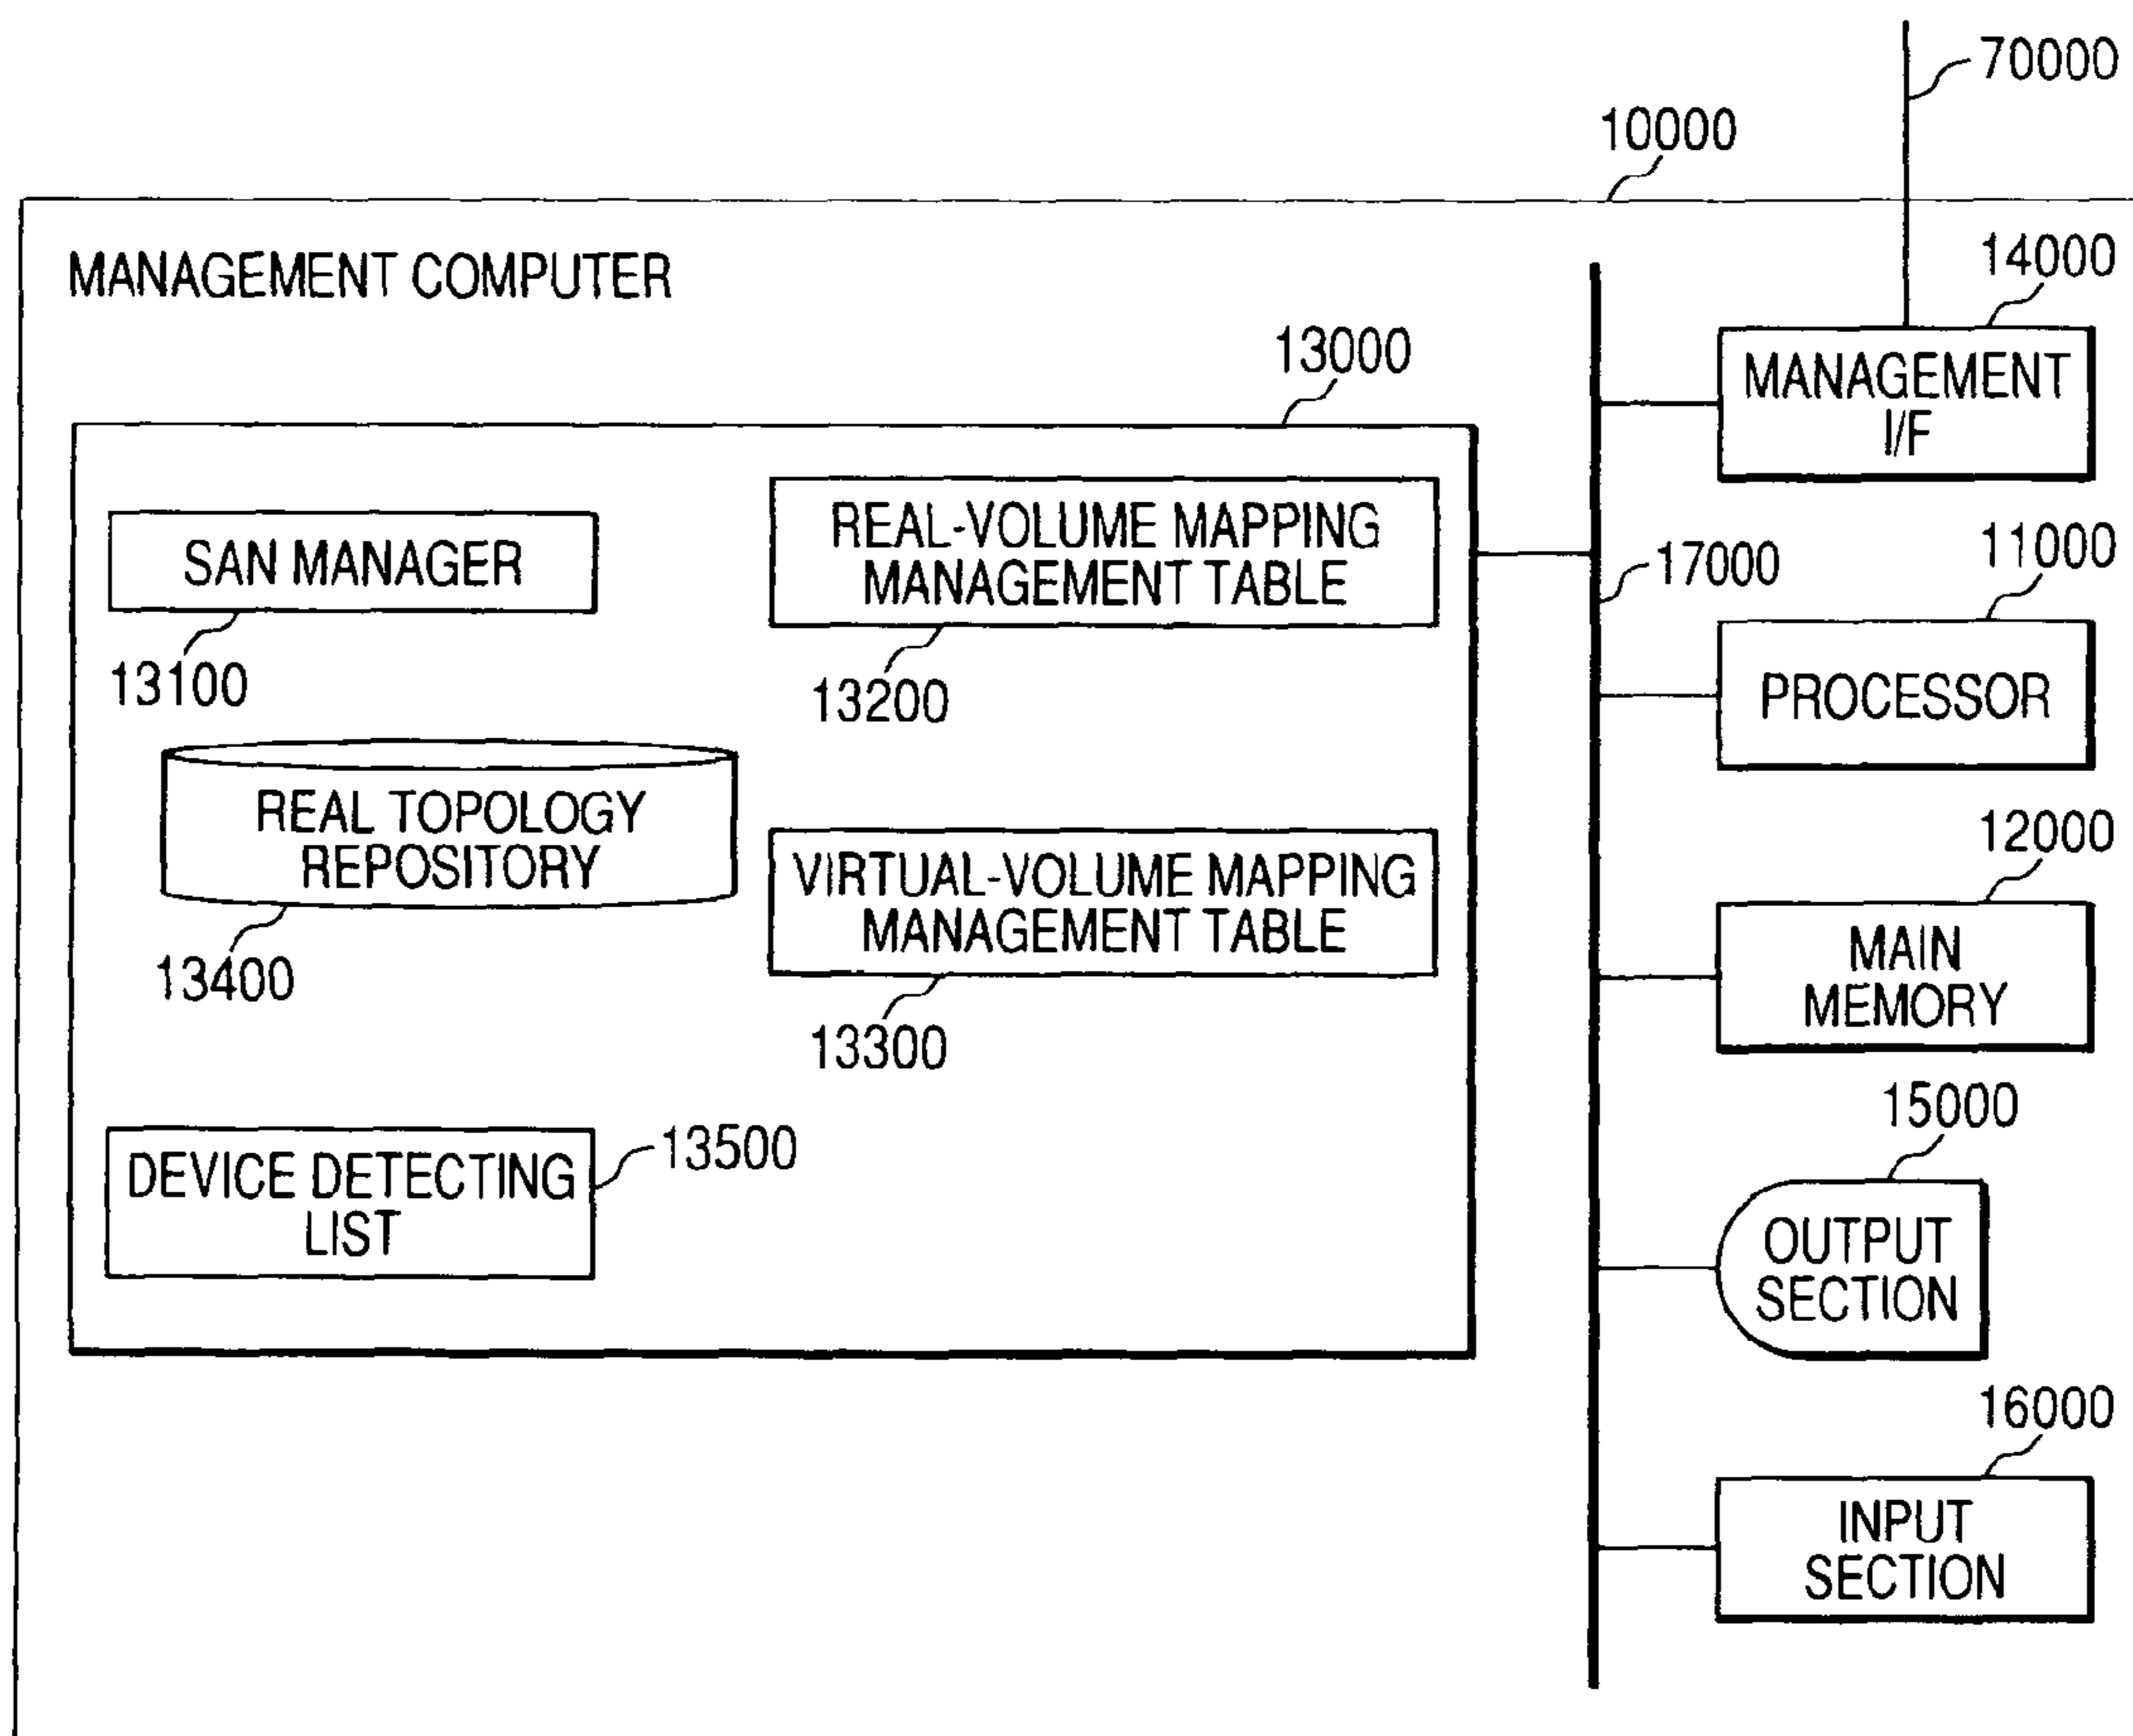 70000
10000
MANAGEMENT COMPUTER
14000
13000
MANAGEMENT
I/F
REAL-VOLUME MAPPING
MANAGEMENT TABLE
SAN MANAGER
17000
11000
13100
13200
PROCESSOR
REAL TOPOLOGY
REPOSITORY
12000
VIRTUAL-VOLUME MAPPING
MANAGEMENT TABLE
MAIN
MEMORY
13400
13300
15000
13500
DEVICE DETECTING
LIST
OUTPUT
SECTION
16000
INPUT
SECTION